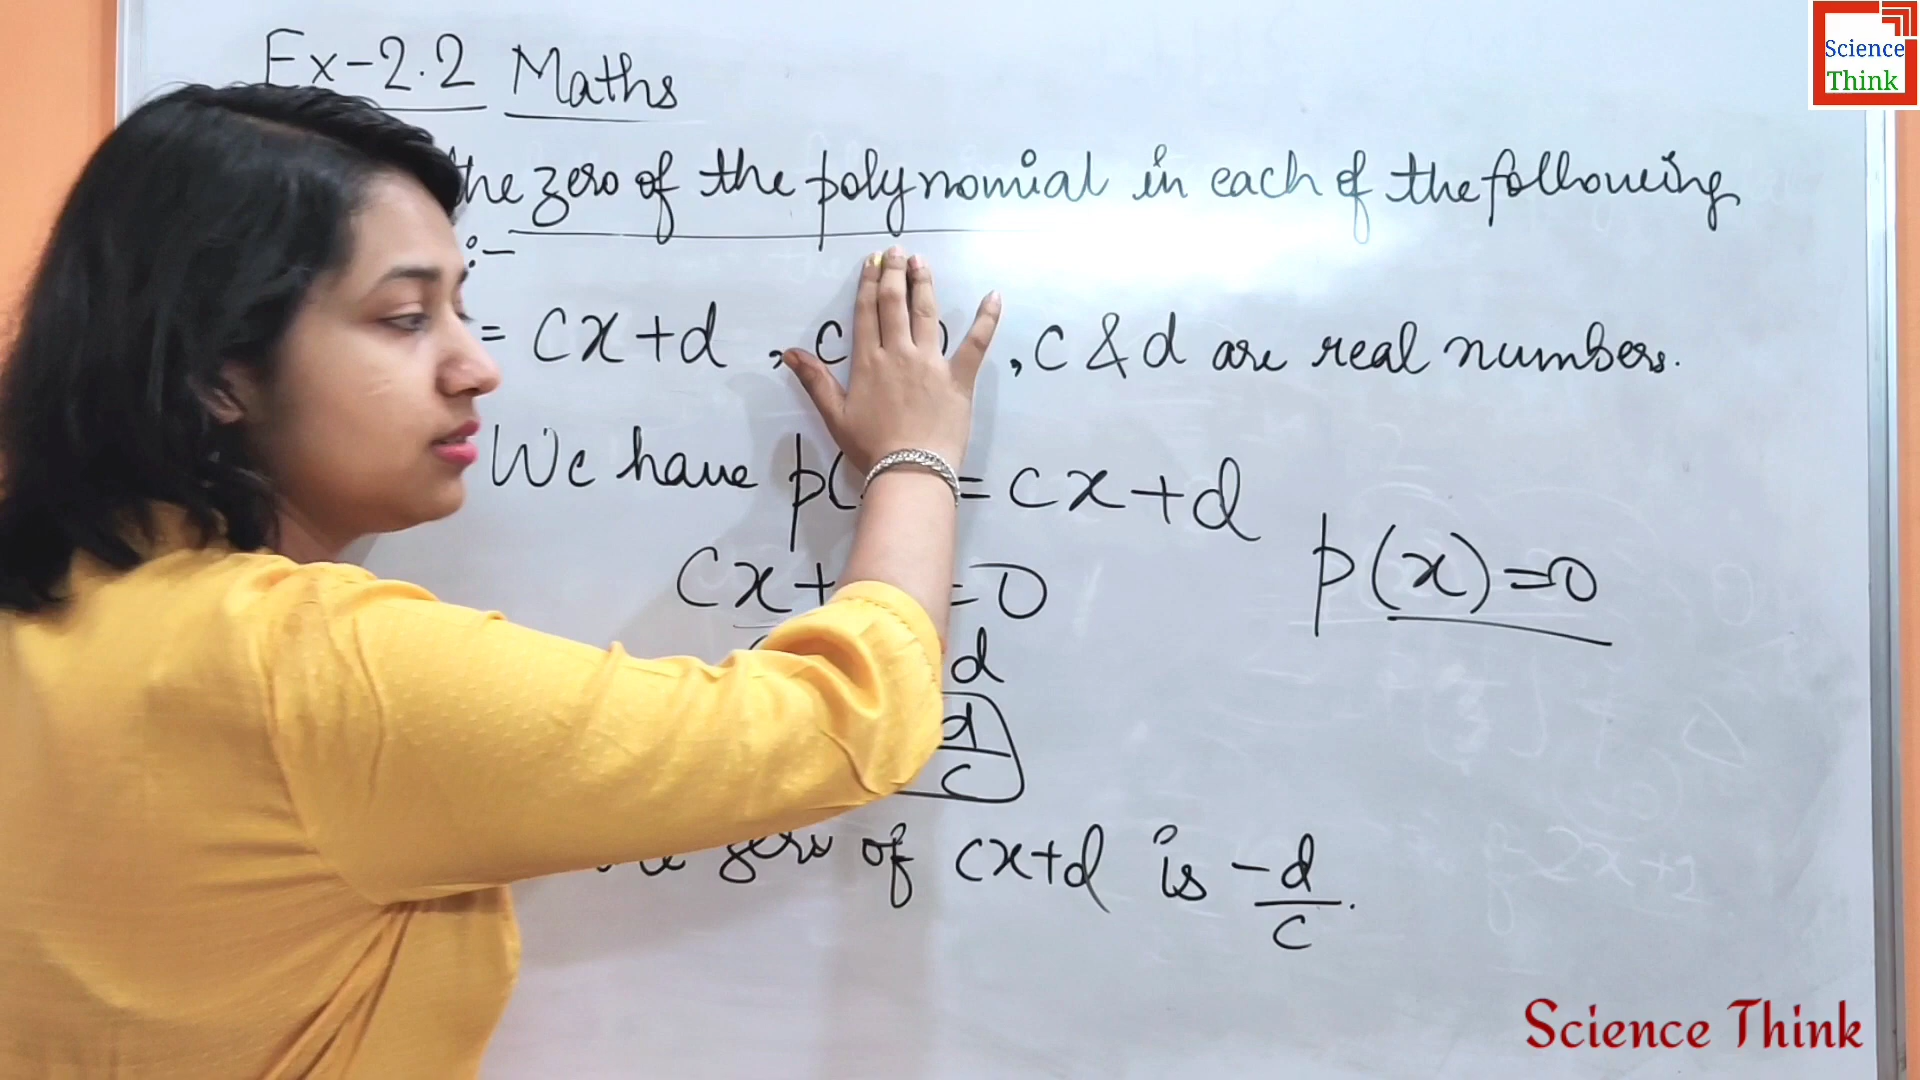 Ex-2.2 Maths
Science
Think
the zero of the polynomial in each of the following
:-
= cx+d , c , c & d are real numbers.
We have p( = cx+d
p(x)=0
cx+ =0
d
d
c
the zero of cx+d is -d
c
Science Think